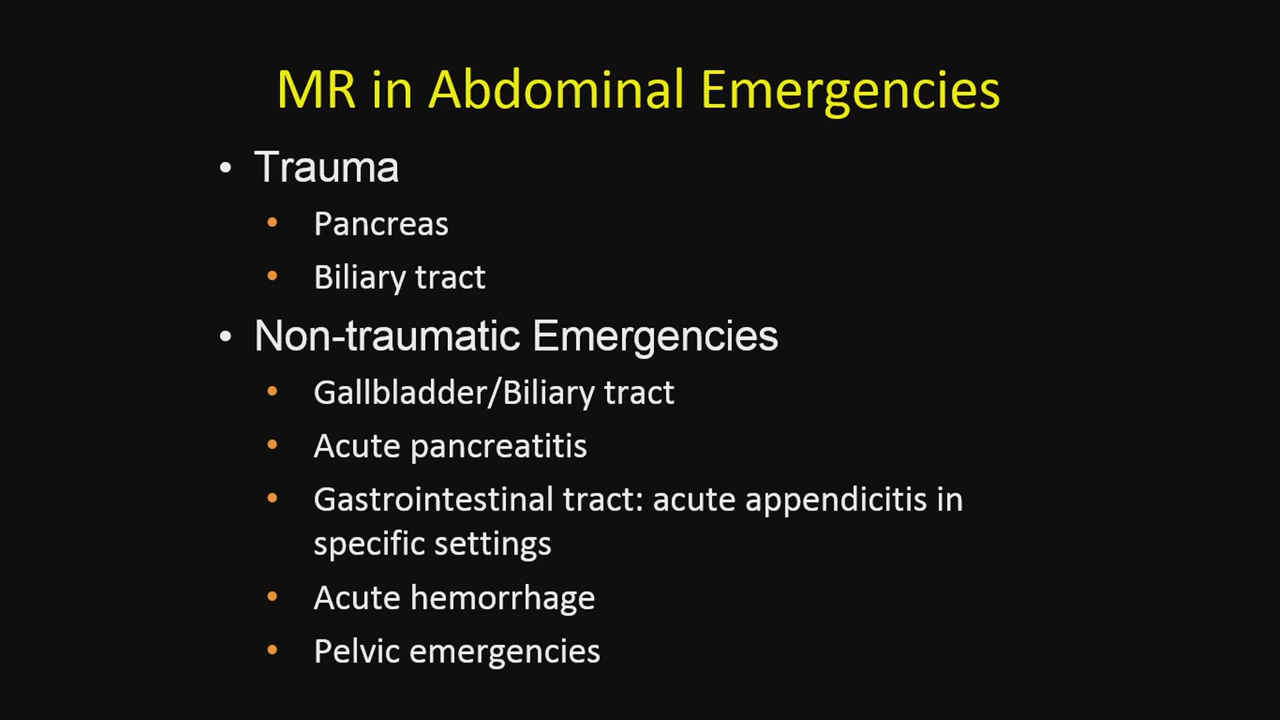 MR in Abdominal Emergencies
• Trauma
• Pancreas
• Biliary tract
• Non-traumatic Emergencies
• Gallbladder/Biliary tract
• Acute pancreatitis
• Gastrointestinal tract: acute appendicitis in
specific settings
• Acute hemorrhage
• Pelvic emergencies